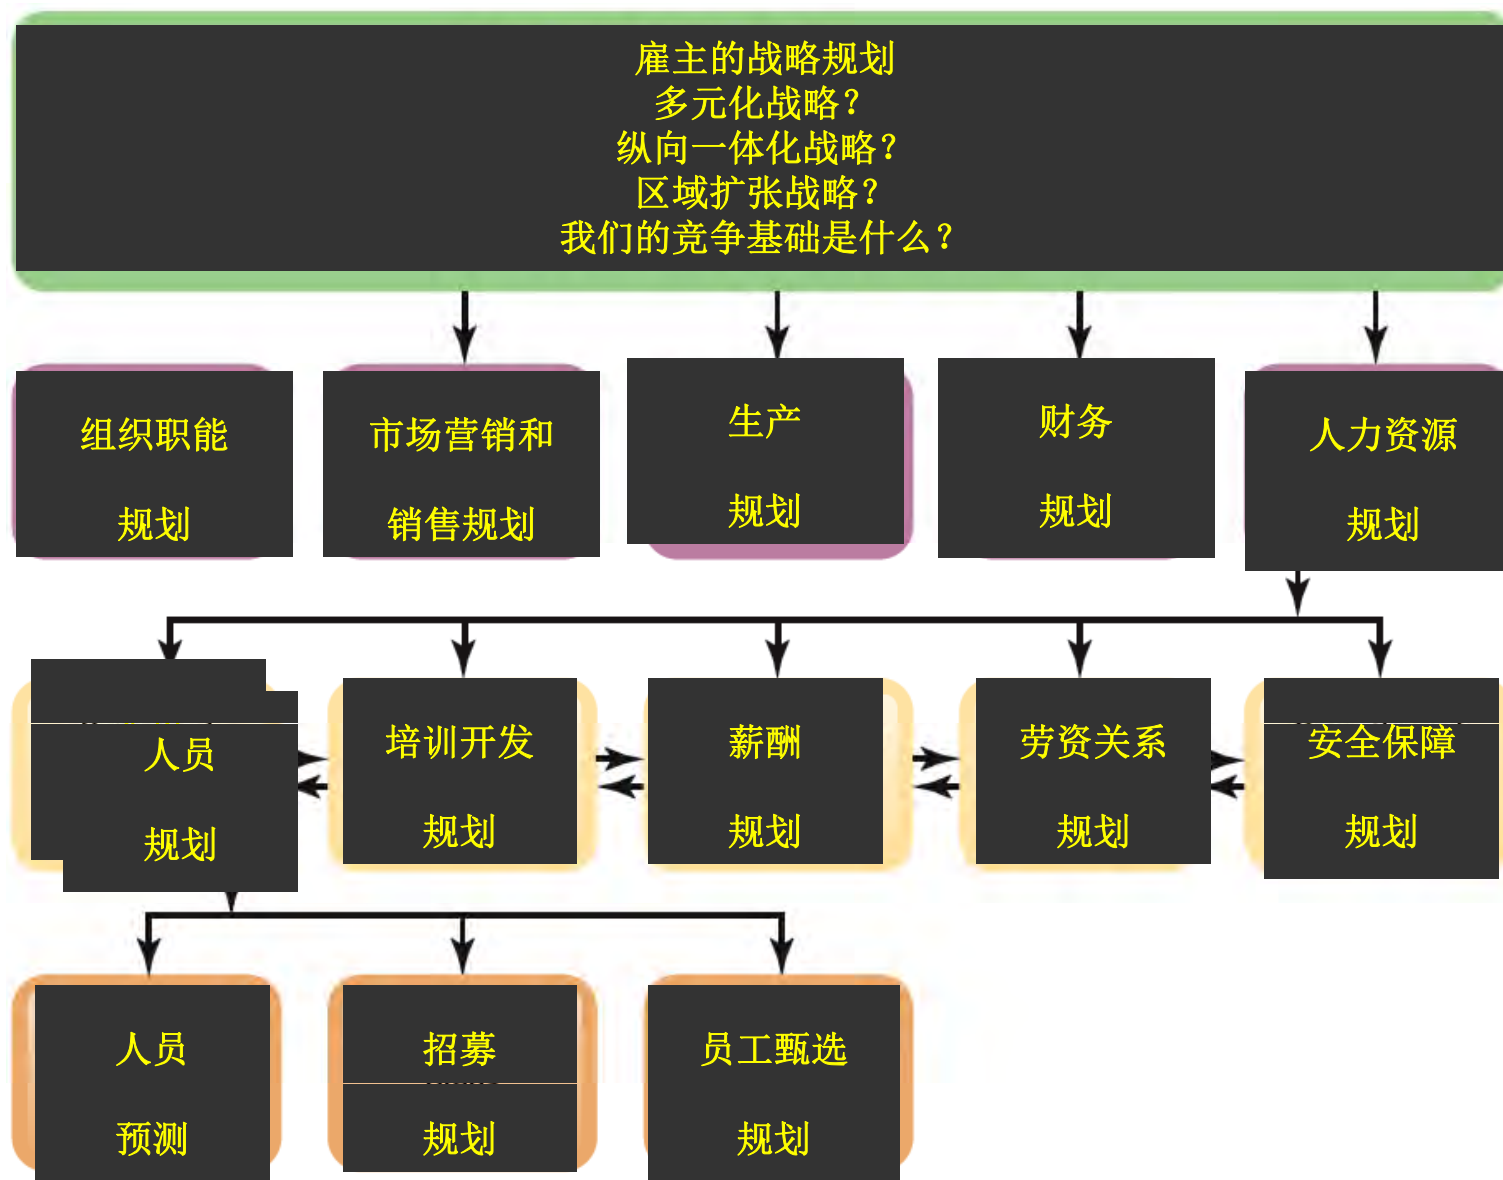 雇主的战略规划
多元化战略？
纵向一体化战略？
区域扩张战略？
我们的竞争基础是什么？
组织职能
规划
市场营销和
销售规划
生产
规划
财务
规划
人力资源
规划
人员
规划
培训开发
规划
薪酬
规划
劳资关系
规划
安全保障
规划
人员
预测
招募
规划
员工甄选
规划